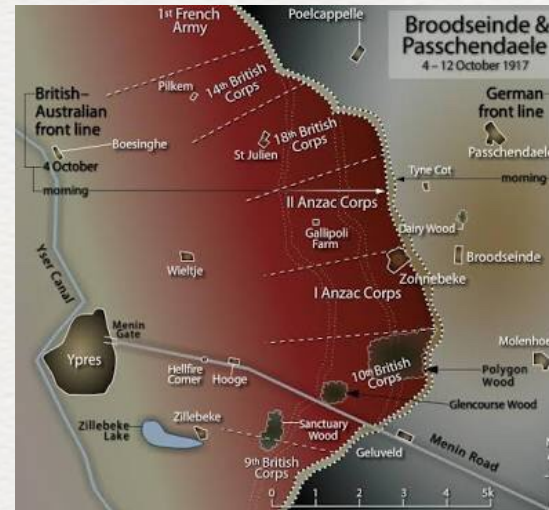 1st French
Army
Poelcappelle
Broodseinde &
Passchendaele
4 – 12 October 1917
Pilkem
14th British
Corps
British–
Australian
front line
German
front line
Boesinghe
18th British
Corps
St Julien
Passchendaele
4 October
morning
Tyne Cot
morning
II Anzac Corps
Gallipoli
Farm
Dairy Wood
Yser Canal
Wieltje
Zonnebeke
Broodseinde
I Anzac Corps
Menin
Gate
Ypres
Hellfire
Corner
Hooge
10th British
Corps
Molenhoe
Polygon
Wood
Glencourse Wood
Zillebeke
Lake
Zillebeke
Sanctuary
Wood
Menin Road
Geluveld
9th British
Corps
0 1 2 3 5k